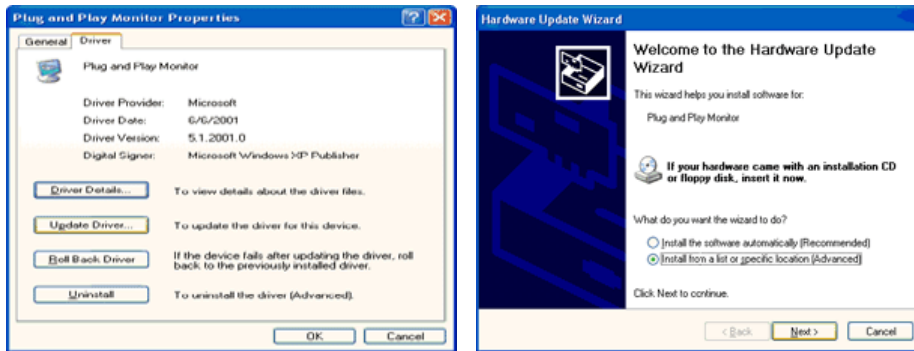 Plug and Play Monitor Properties
General Driver
Plug and Play Monitor
Driver Provider: Microsoft
Driver Date: 6/6/2001
Driver Version: 5.1.2001.0
Digital Signer: Microsoft Windows XP Publisher
Driver Details... To view details about the driver files.
Update Driver... To update the driver for this device.
Roll Back Driver If the device fails after updating the driver, roll
back to the previously installed driver.
Uninstall To uninstall the driver (Advanced).
OK Cancel
Hardware Update Wizard
Welcome to the Hardware Update
Wizard
This wizard helps you install software for:
Plug and Play Monitor
If your hardware came with an installation CD
or floppy disk, insert it now.
What do you want the wizard to do?
Install the software automatically (Recommended)
Install from a list or specific location (Advanced)
Click Next to continue.
< Back Next > Cancel